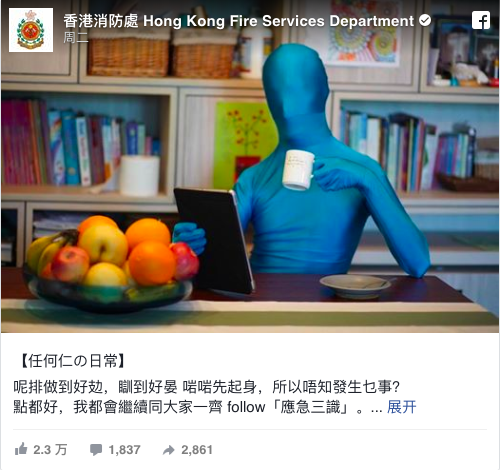 香港消防處 Hong Kong Fire Services Department
周二
【任何仁の日常】
呢排做到好攰，瞓到好晏 啱啱先起身，所以唔知發生乜事?
點都好，我都會繼續同大家一齊 follow「應急三識」。... 展开
2.3 万 1,837 2,861